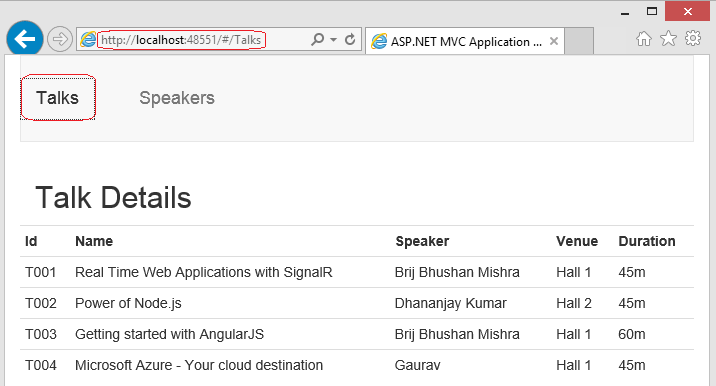 http://localhost:48551/#/Talks
ASP.NET MVC Application ...
Talks Speakers
Talk Details
Id Name Speaker Venue Duration
T001 Real Time Web Applications with SignalR Brij Bhushan Mishra Hall 1 45m
T002 Power of Node.js Dhananjay Kumar Hall 2 45m
T003 Getting started with AngularJS Brij Bhushan Mishra Hall 1 60m
T004 Microsoft Azure - Your cloud destination Gaurav Hall 1 45m